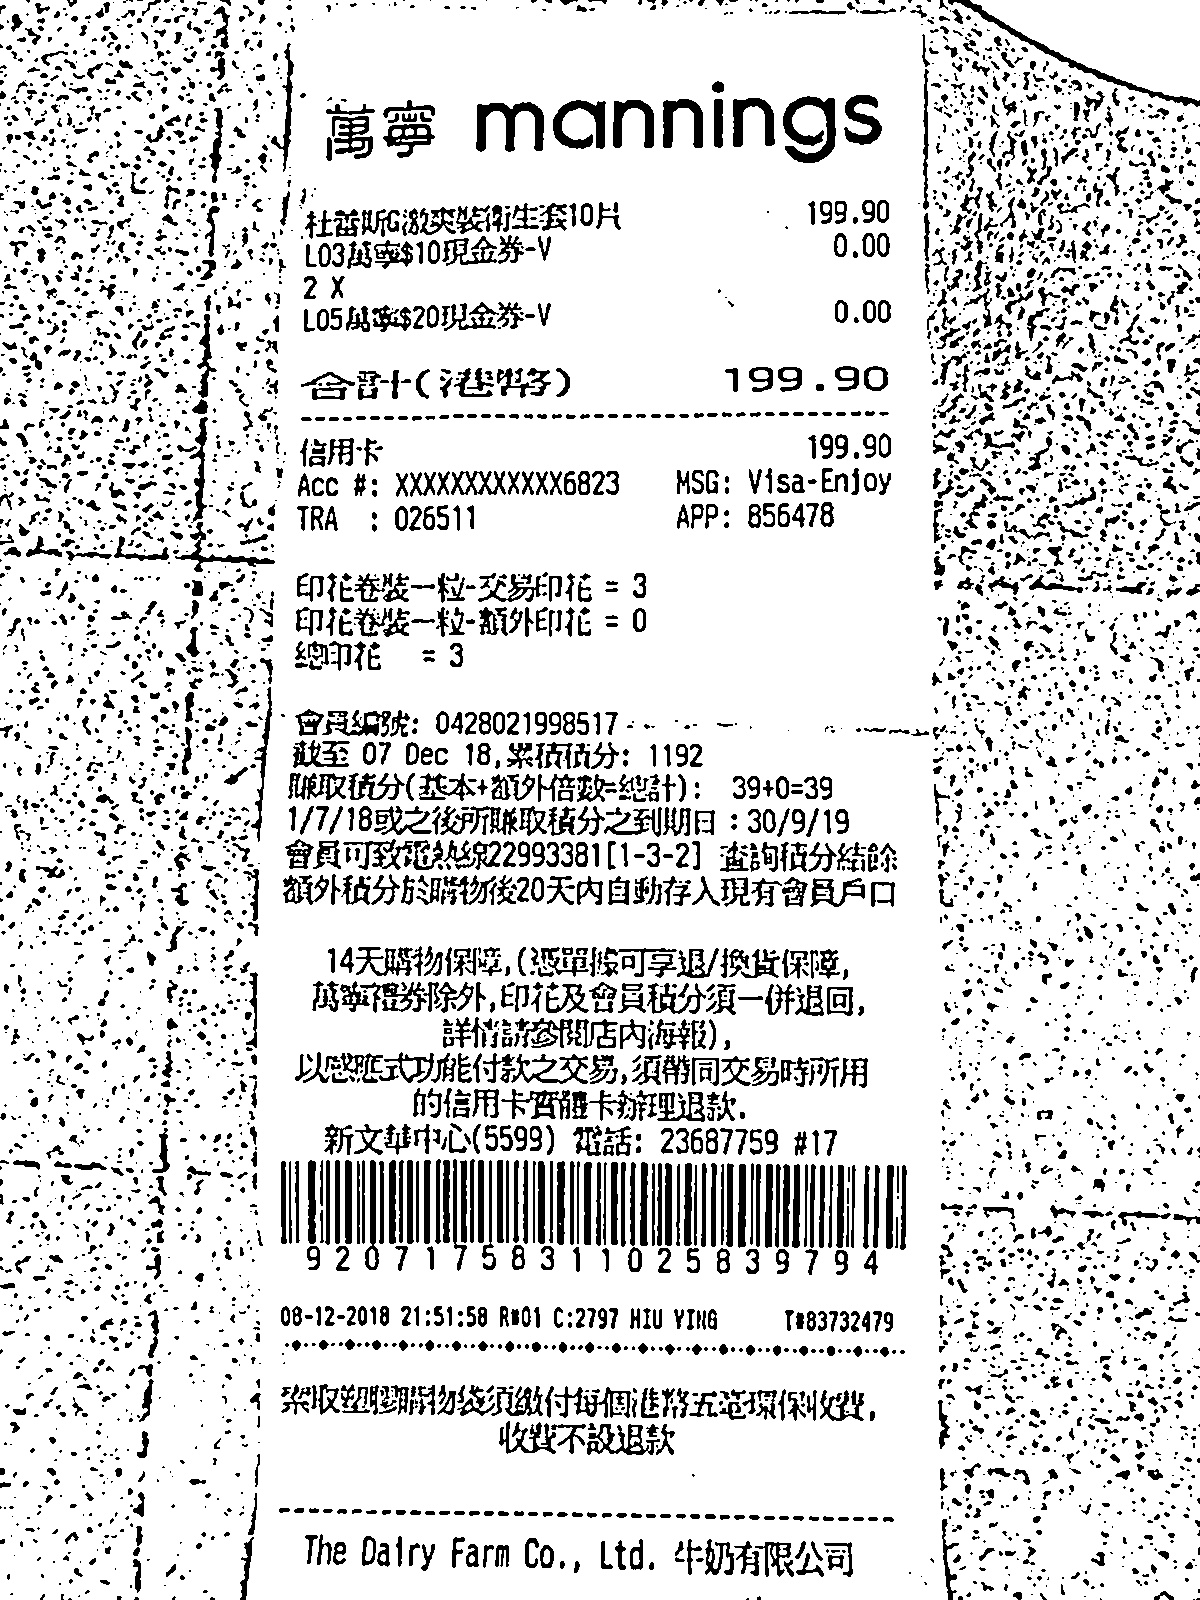 萬寧 mannings
杜蕾斯G激爽裝衛生套10片 199.90
L03萬寧$10現金券-V 0.00
2 X
L05萬寧$20現金券-V 0.00
合計(港幣) 199.90
信用卡 199.90
Acc #: XXXXXXXXXXXX6823 MSG: Visa-Enjoy
TRA : 026511 APP: 856478
印花卷裝一粒-交易印花 = 3
印花卷裝一粒-額外印花 = 0
總印花 = 3
會員編號: 0428021998517
截至 07 Dec 18,累積積分: 1192
賺取積分(基本+額外倍數=總計): 39+0=39
1/7/18或之後所賺取積分之到期日:30/9/19
會員可致電熱線22993381[1-3-2] 查詢積分結餘
額外積分於購物後20天內自動存入現有會員戶口
14天購物保障,(憑單據可享退/換貨保障,
萬寧禮券除外,印花及會員積分須一併退回,
詳情請參閱店內海報),
以感應式功能付款之交易,須帶同交易時所用
的信用卡實體卡辦理退款.
新文華中心(5599) 電話: 23687759 #17
92071758311025839794
08-12-2018 21:51:58 R#01 C:2797 HIU YING T#83732479
索取塑膠購物袋須繳付每個港幣五毫環保收費,
收費不設退款
The Dairy Farm Co., Ltd. 牛奶有限公司